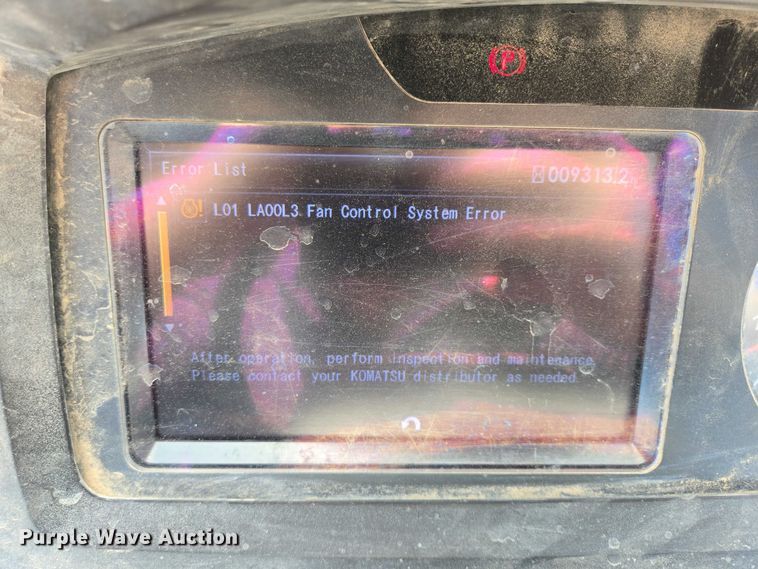 P
Error List
009313.2
L01 LA00L3 Fan Control System Error
After operation, perform inspection and maintenance.
Please contact your KOMATSU distributor as needed.
Purple Wave Auction